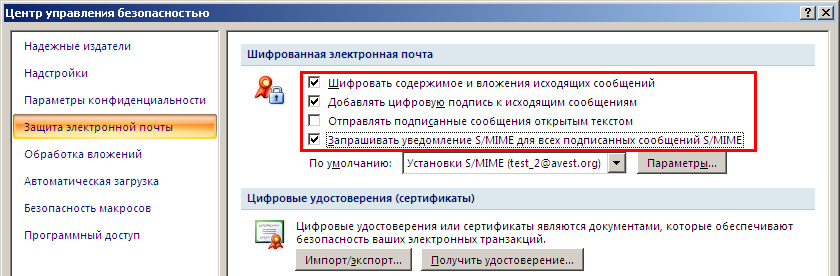 Центр управления безопасностью
Надежные издатели
Надстройки
Параметры конфиденциальности
Защита электронной почты
Обработка вложений
Автоматическая загрузка
Безопасность макросов
Программный доступ
Шифрованная электронная почта
Шифровать содержимое и вложения исходящих сообщений
Добавлять цифровую подпись к исходящим сообщениям
Отправлять подписанные сообщения открытым текстом
Запрашивать уведомление S/MIME для всех подписанных сообщений S/MIME
По умолчанию: Установки S/MIME (test_2@avest.org) Параметры...
Цифровые удостоверения (сертификаты)
Цифровые удостоверения или сертификаты являются документами, которые обеспечивают
безопасность ваших электронных транзакций.
Импорт/экспорт... Получить удостоверение...